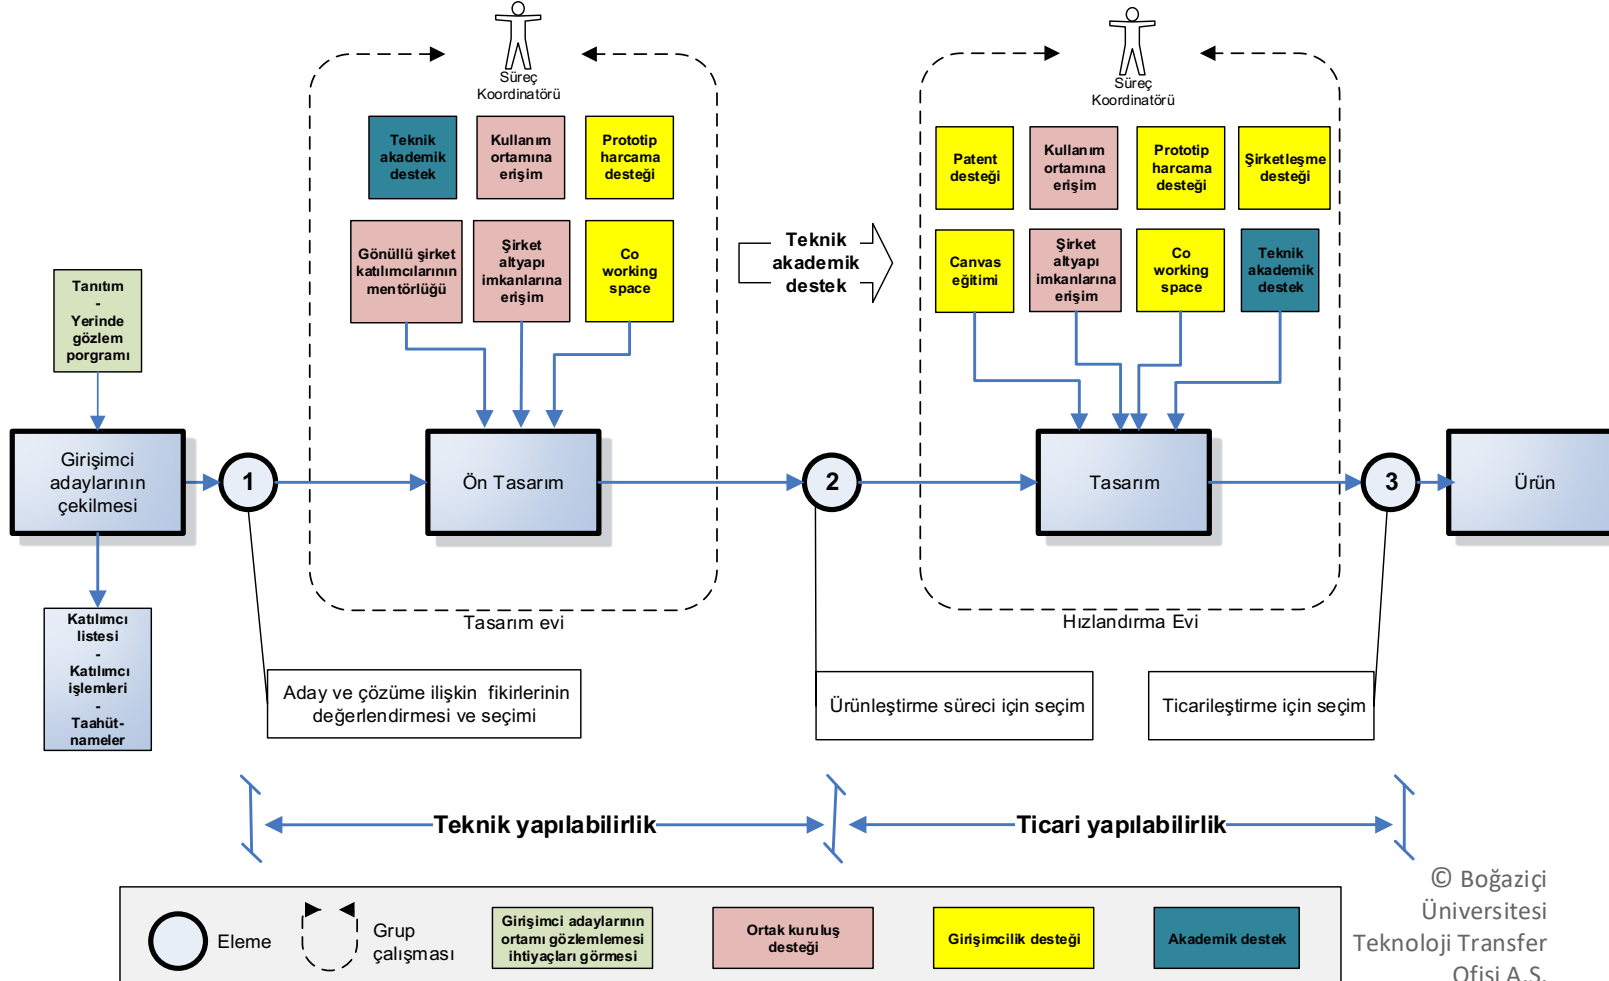 Süreç
Koordinatörü
Süreç
Koordinatörü
Teknik
akademik
destek
Kullanım
ortamına
erişim
Prototip
harcama
desteği
Gönüllü şirket
katılımcılarının
mentörlüğü
Şirket
altyapı
imkanlarına
erişim
Co
working
space
Teknik
akademik
destek
Patent
desteği
Kullanım
ortamına
erişim
Prototip
harcama
desteği
Şirketleşme
desteği
Canvas
eğitimi
Şirket
altyapı
imkanlarına
erişim
Co
working
space
Teknik
akademik
destek
Tanıtım
-
Yerinde
gözlem
porgramı
Girişimci
adaylarının
çekilmesi
1
Ön Tasarım
2
Tasarım
3
Ürün
Katılımcı
listesi
-
Katılımcı
işlemleri
-
Taahüt-
nameler
Tasarım evi
Hızlandırma Evi
Aday ve çözüme ilişkin fikirlerinin
değerlendirmesi ve seçimi
Ürünleştirme süreci için seçim
Ticarileştirme için seçim
Teknik yapılabilirlik
Ticari yapılabilirlik
Eleme
Grup
çalışması
Girişimci adaylarının
ortamı gözlemlemesi
ihtiyaçları görmesi
Ortak kuruluş
desteği
Girişimcilik desteği
Akademik destek
© Boğaziçi
Üniversitesi
Teknoloji Transfer
Ofisi A.Ş.